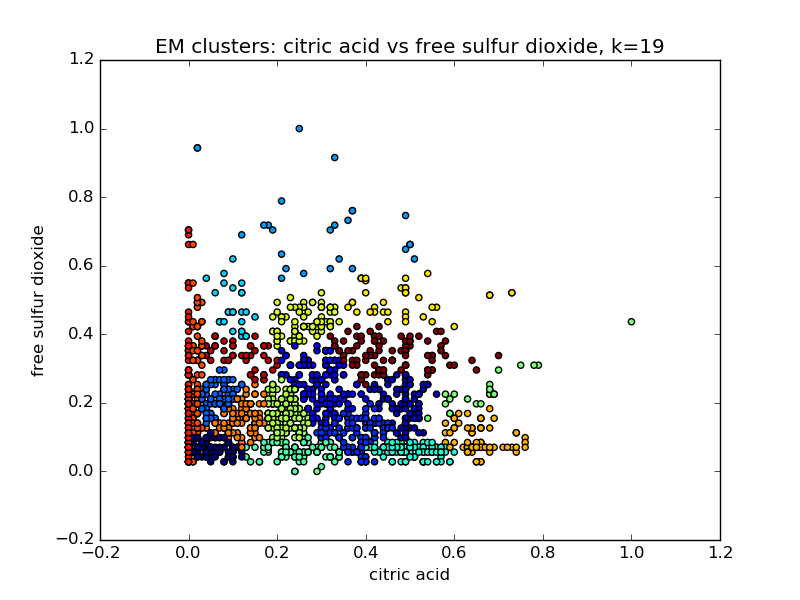 EM clusters: citric acid vs free sulfur dioxide, k=19
1.2
1.0
0.8
0.6
0.4
0.2
0.0
−0.2
free sulfur dioxide
−0.2 0.0 0.2 0.4 0.6 0.8 1.0 1.2
citric acid